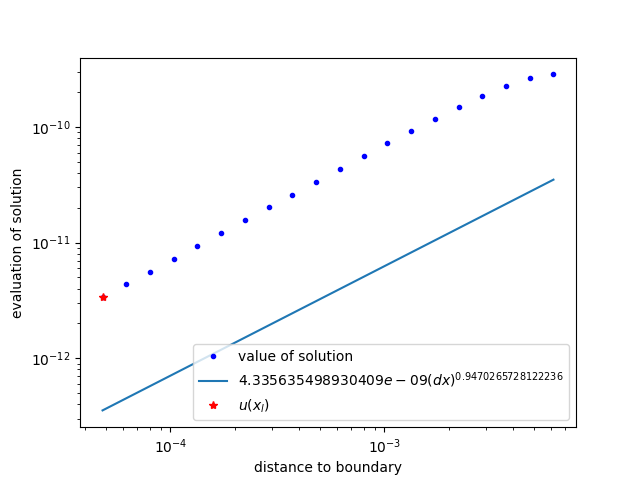 10^{-10}
10^{-11}
10^{-12}
evaluation of solution
value of solution
4.335635498930409e − 09(dx)^{0.9470265728122236}
u(x_l)
10^{-4} 10^{-3}
distance to boundary